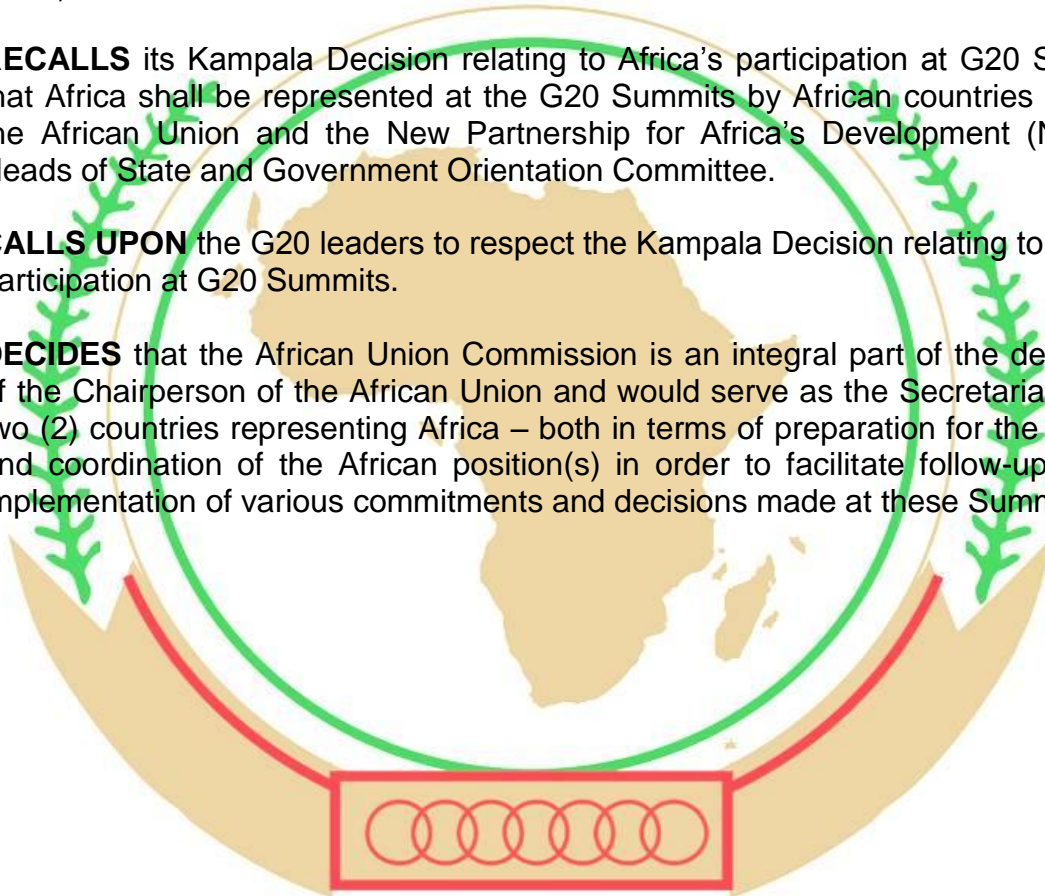 ECALLS its Kampala Decision relating to Africa’s participation at G20 S
hat Africa shall be represented at the G20 Summits by African countries
he African Union and the New Partnership for Africa’s Development (N
eads of State and Government Orientation Committee.
CALLS UPON the G20 leaders to respect the Kampala Decision relating to
articipation at G20 Summits.
DECIDES that the African Union Commission is an integral part of the de
f the Chairperson of the African Union and would serve as the Secretaria
wo (2) countries representing Africa – both in terms of preparation for the
nd coordination of the African position(s) in order to facilitate follow-up
mplementation of various commitments and decisions made at these Summ